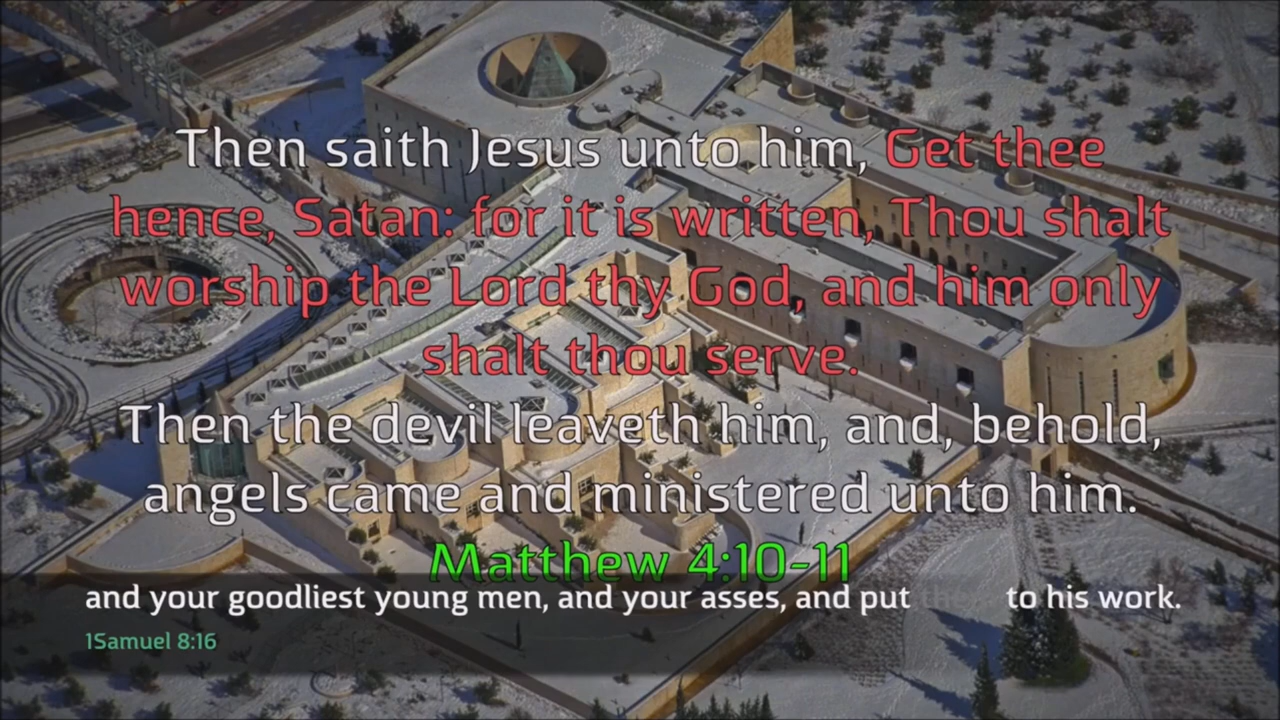 Then saith Jesus unto him, Get thee
hence, Satan: for it is written, Thou shalt
worship the Lord thy God, and him only
shalt thou serve.
Then the devil leaveth him, and, behold,
angels came and ministered unto him.
Matthew 4:10-11
and your goodliest young men, and your asses, and put to his work.
1Samuel 8:16